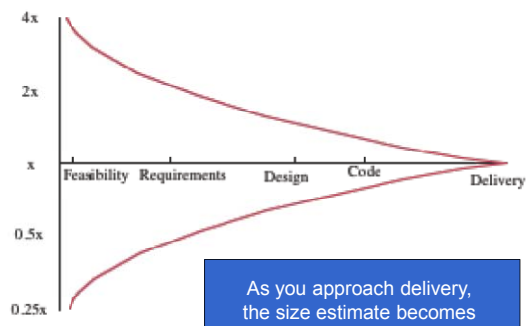 4x
2x
x
Feasibility Requirements Design Code Delivery
0.5x
0.25x
As you approach delivery,
the size estimate becomes